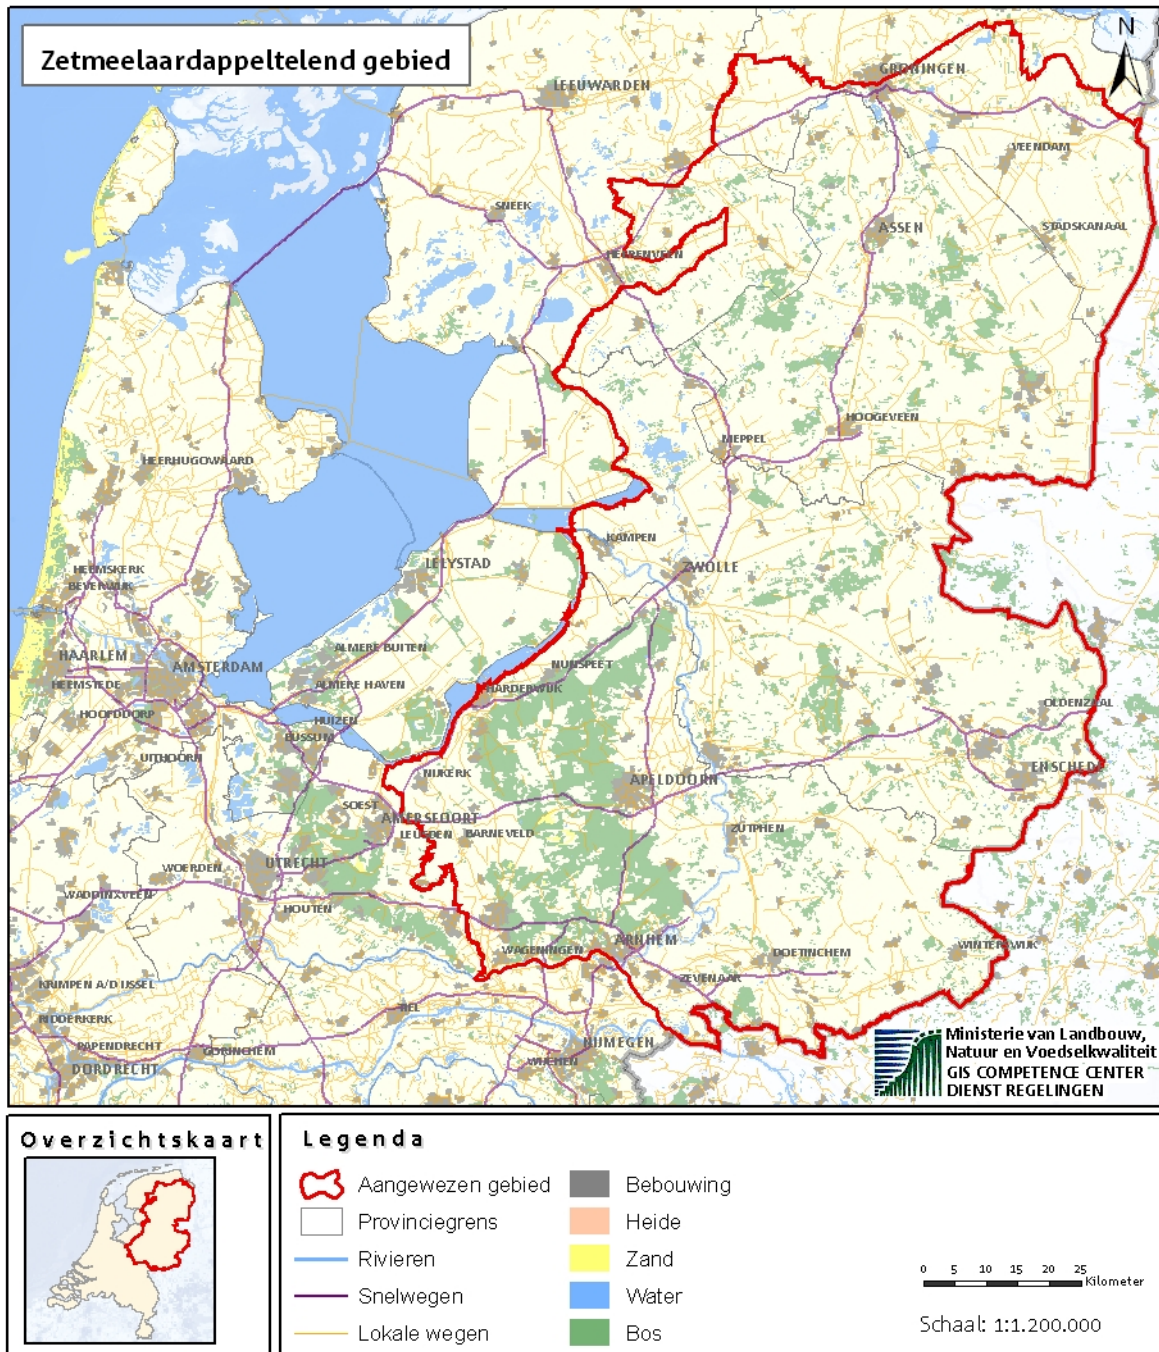 Zetmeelaardappeltelend gebied
N
GRONINGEN
LEEUWARDEN
VEENDAM
SNEEK
ASSEN
STADSKANAAL
HEERENVEEN
HOOGEVEEN
MEPPEL
HEERHUGOWAARD
KAMPEN
LELYSTAD
ZWOLLE
HEEMSKERK
BEVERWIJK
ALMERE BUITEN
HAARLEM
AMSTERDAM
NUNSPEET
HEEMSTEDE
ALMERE HAVEN
HARDERWIJK
OLDENZAAL
HOOFDDORP
HUIZEN
BUSSUM
UITHOORN
NIJKERK
APELDOORN
ENSCHEDE
SOEST
AMERSFOORT
LEUSDEN
BARNEVELD
ZUTPHEN
WOERDEN
UTRECHT
WADDINXVEEN
HOUTEN
ARNHEM
WAGENINGEN
DOETINCHEM
WINTERSWIJK
KRIMPEN A/D IJSSEL
ZEVENAAR
TIEL
RIDDERKERK
PAPENDRECHT
GORINCHEM
NIJMEGEN
WIJCHEN
DORDRECHT
Ministerie van Landbouw,
Natuur en Voedselkwaliteit
GIS COMPETENCE CENTER
DIENST REGELINGEN
Overzichtskaart
Legenda
Aangewezen gebied
Provinciegrens
Rivieren
Snelwegen
Lokale wegen
Bebouwing
Heide
Zand
Water
Bos
0 5 10 15 20 25
Kilometer
Schaal: 1:1.200.000